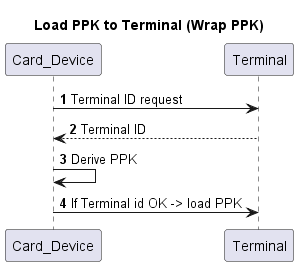 Load PPK to Terminal (Wrap PPK)
Card_Device Terminal
1 Terminal ID request
2 Terminal ID
3 Derive PPK
4 If Terminal id OK -> load PPK
Card_Device Terminal